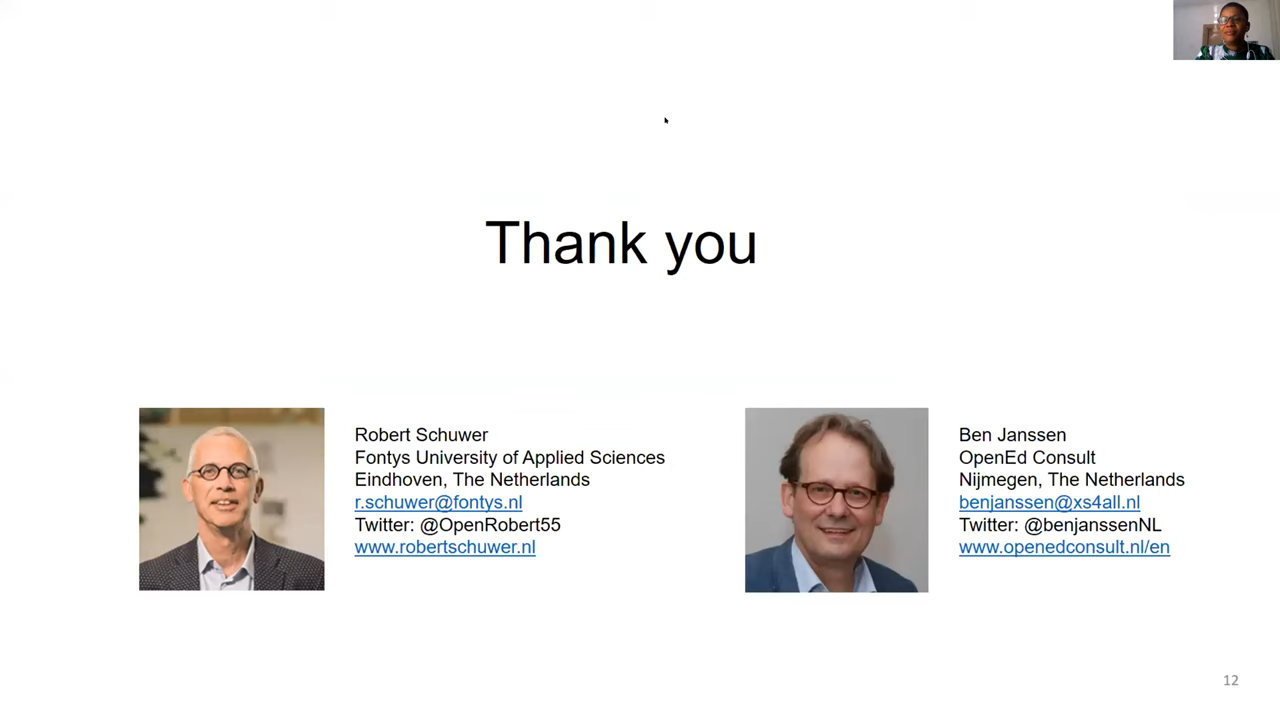 Thank you
Robert Schuwer
Fontys University of Applied Sciences
Eindhoven, The Netherlands
r.schuwer@fontys.nl
Twitter: @OpenRobert55
www.robertschuwer.nl
Ben Janssen
OpenEd Consult
Nijmegen, The Netherlands
benjanssen@xs4all.nl
Twitter: @benjanssenNL
www.openedconsult.nl/en
12